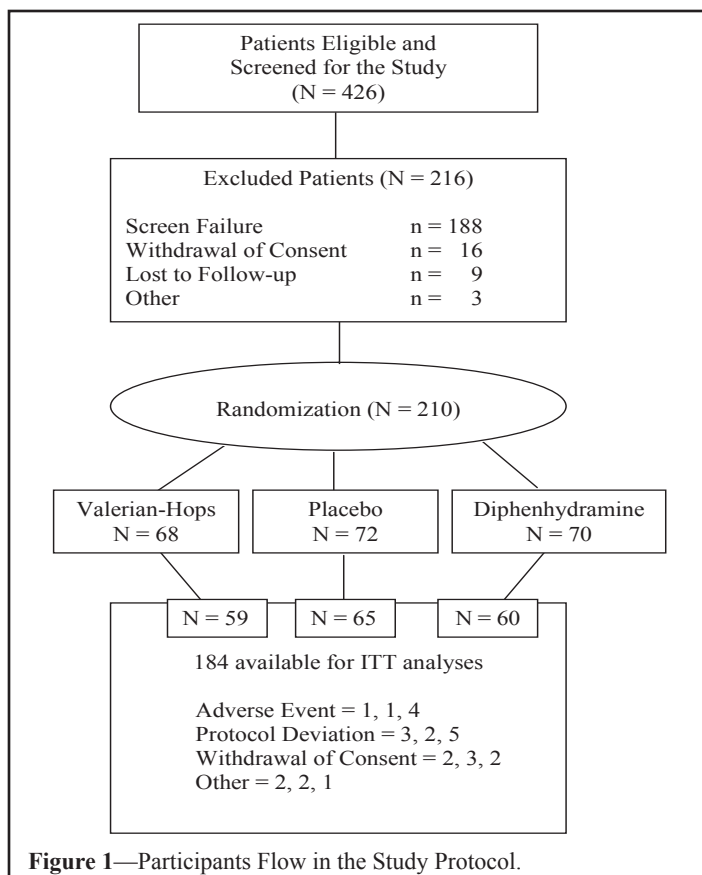 Patients Eligible and
Screened for the Study
(N = 426)
Excluded Patients (N = 216)
Screen Failure n = 188
Withdrawal of Consent n = 16
Lost to Follow-up n = 9
Other n = 3
Randomization (N = 210)
Valerian-Hops
N = 68
Placebo
N = 72
Diphenhydramine
N = 70
N = 59
N = 65
N = 60
184 available for ITT analyses
Adverse Event = 1, 1, 4
Protocol Deviation = 3, 2, 5
Withdrawal of Consent = 2, 3, 2
Other = 2, 2, 1
Figure 1—Participants Flow in the Study Protocol.